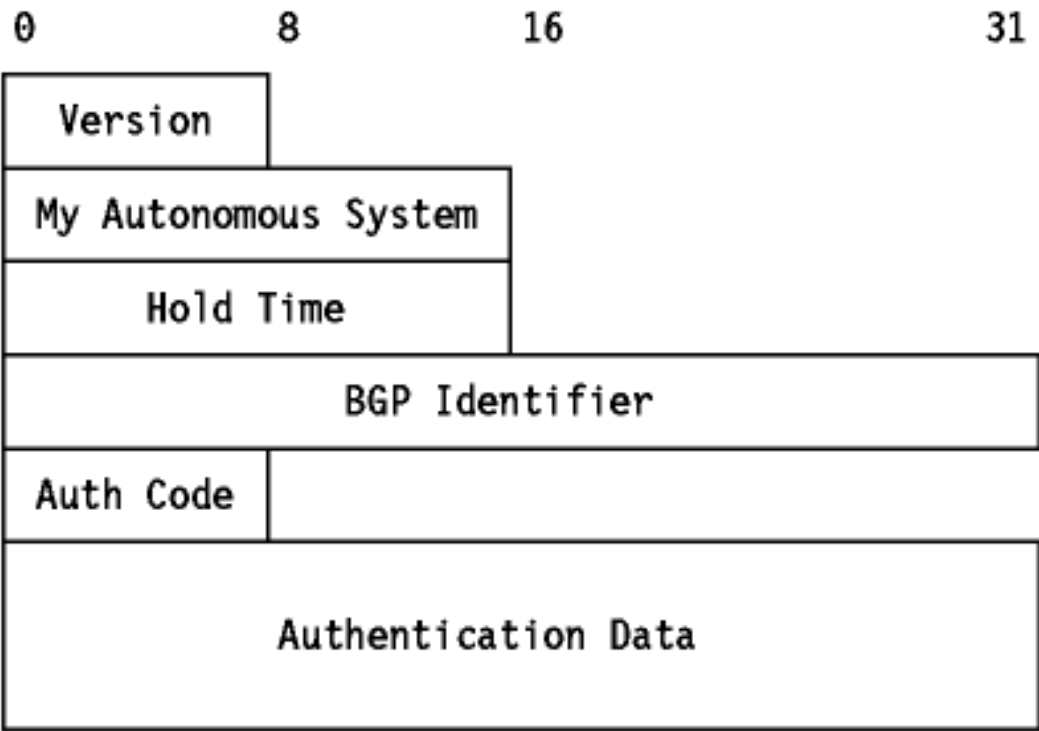 0 8 16 31
Version
My Autonomous System
Hold Time
BGP Identifier
Auth Code
Authentication Data